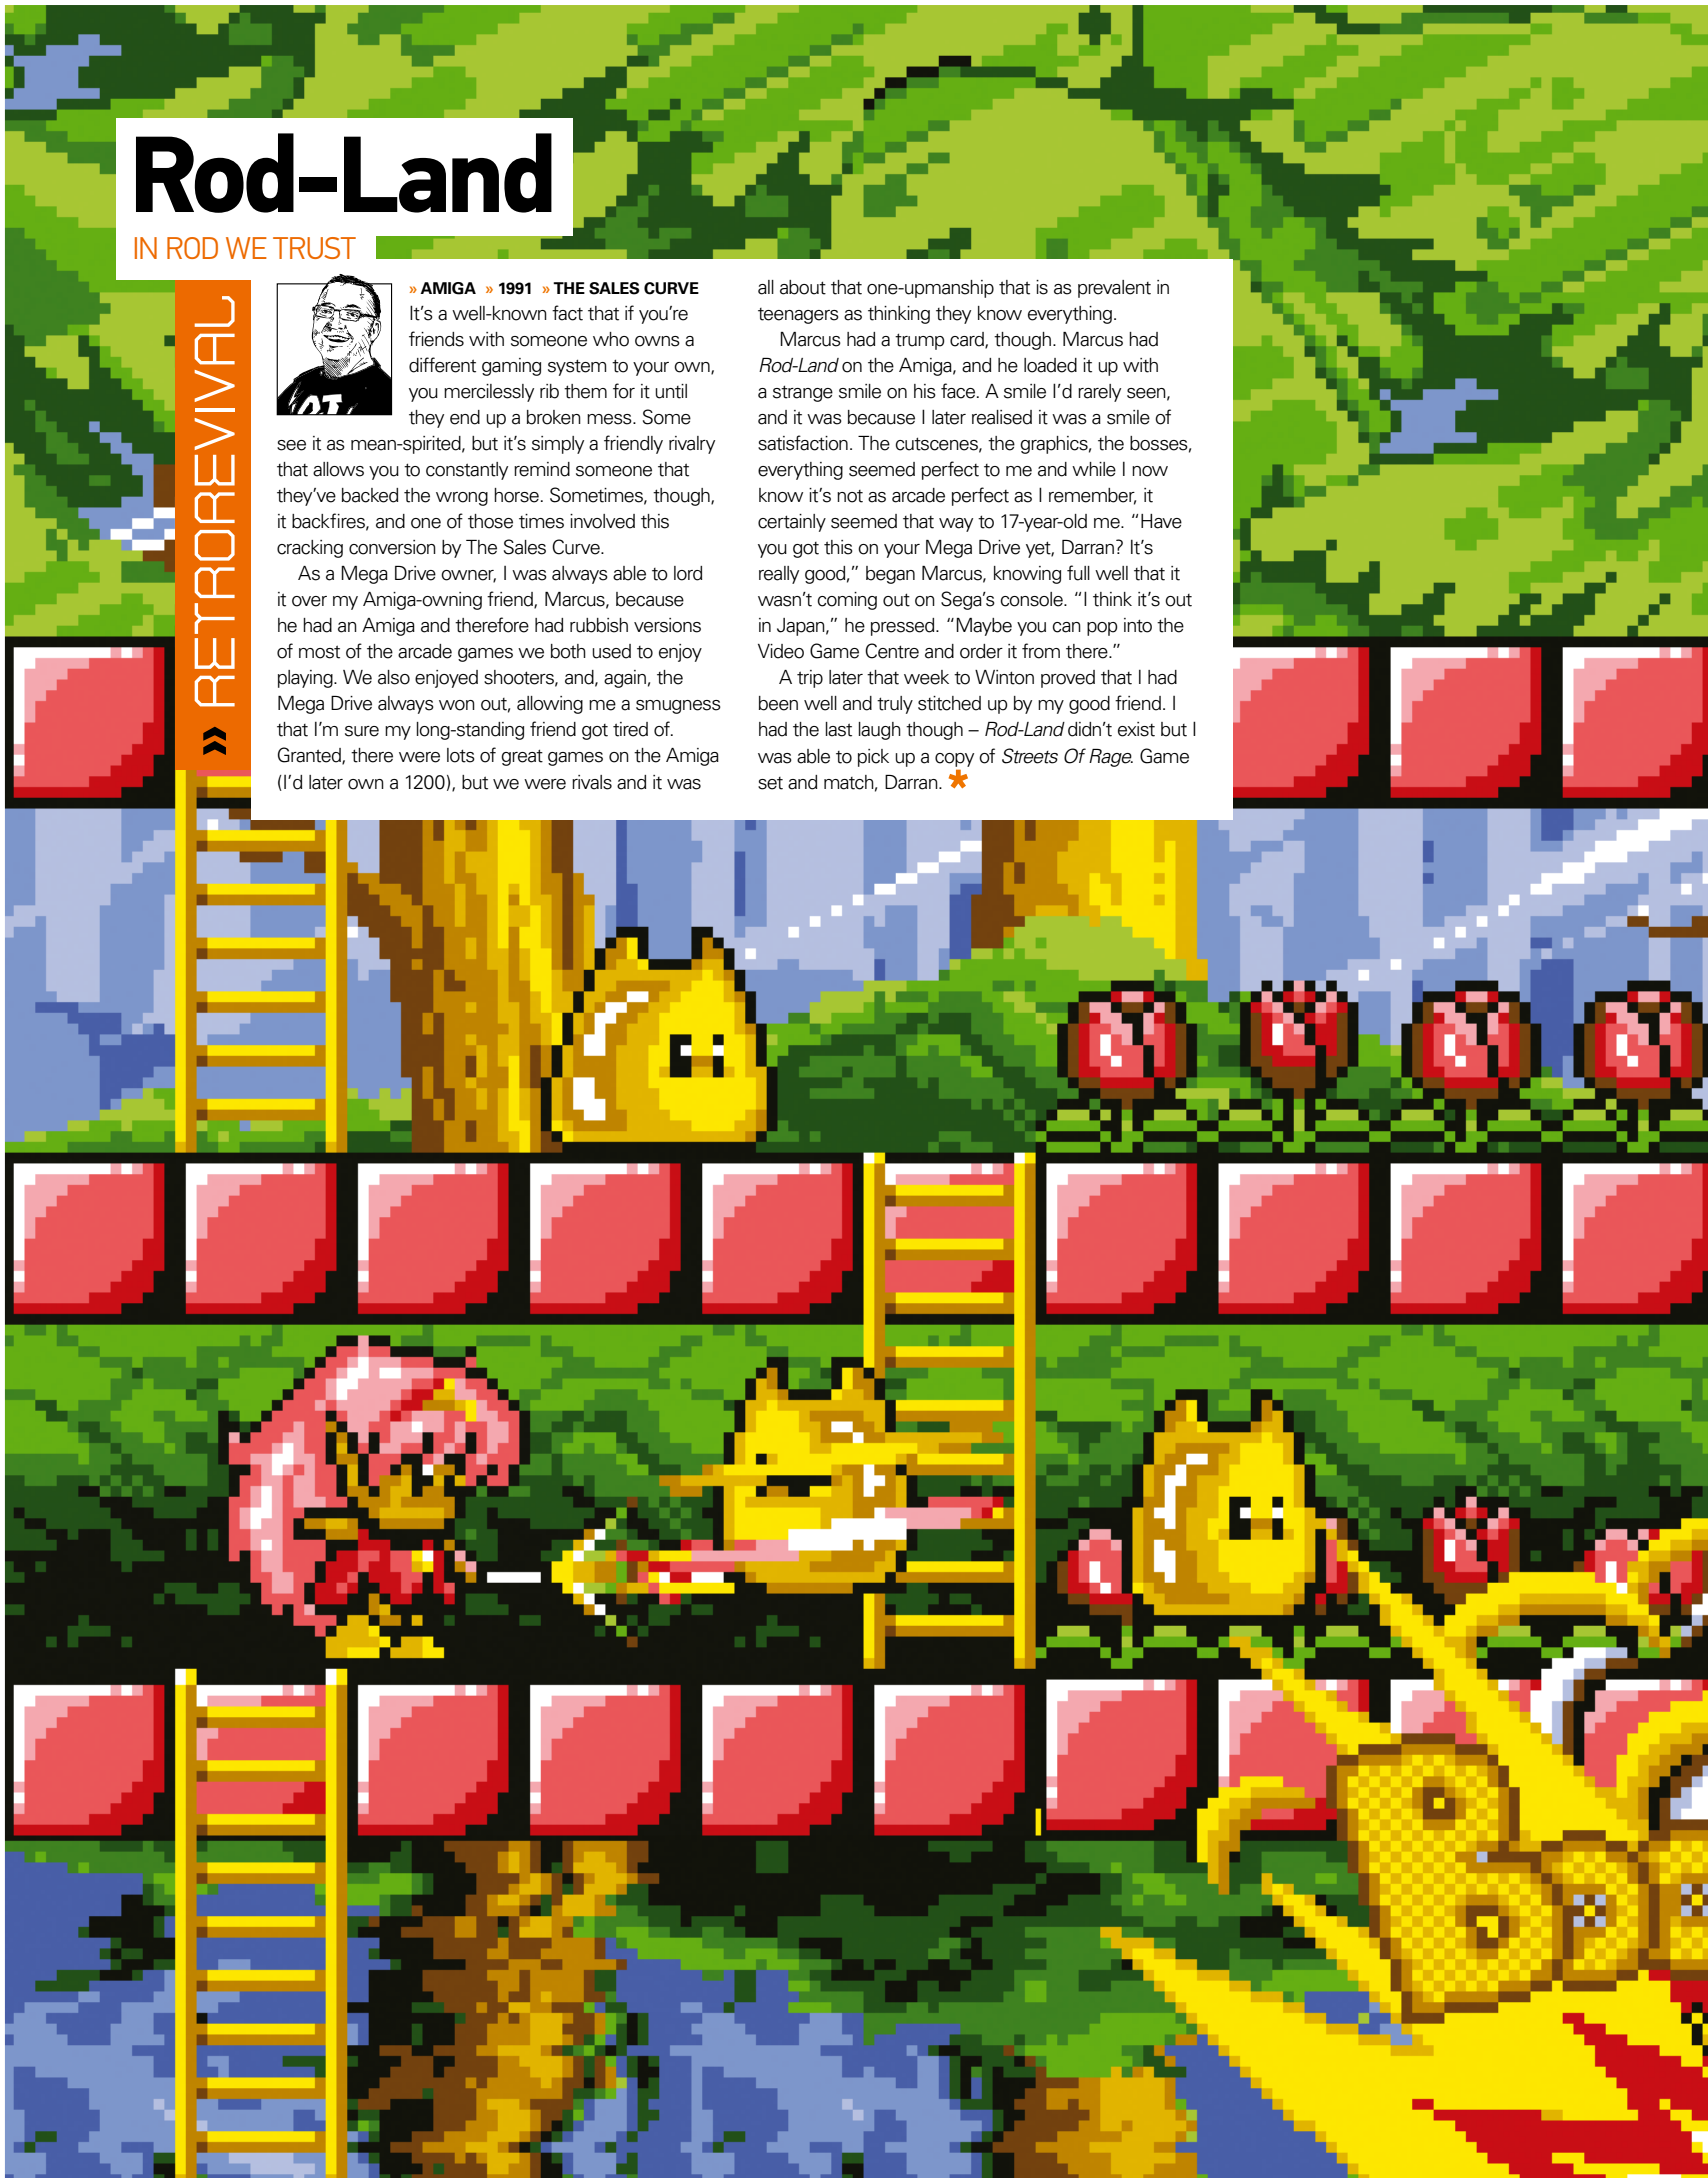 Rod-Land
IN ROD WE TRUST
RETROREVIVAL
» AMIGA » 1991 » THE SALES CURVE
It's a well-known fact that if you're
friends with someone who owns a
different gaming system to your own,
you mercilessly rib them for it until
they end up a broken mess. Some
see it as mean-spirited, but it's simply a friendly rivalry
that allows you to constantly remind someone that
they've backed the wrong horse. Sometimes, though,
it backfires, and one of those times involved this
cracking conversion by The Sales Curve.
As a Mega Drive owner, I was always able to lord
it over my Amiga-owning friend, Marcus, because
he had an Amiga and therefore had rubbish versions
of most of the arcade games we both used to enjoy
playing. We also enjoyed shooters, and, again, the
Mega Drive always won out, allowing me a smugness
that I'm sure my long-standing friend got tired of.
Granted, there were lots of great games on the Amiga
(I'd later own a 1200), but we were rivals and it was
all about that one-upmanship that is as prevalent in
teenagers as thinking they know everything.
Marcus had a trump card, though. Marcus had
Rod-Land on the Amiga, and he loaded it up with
a strange smile on his face. A smile I'd rarely seen,
and it was because I later realised it was a smile of
satisfaction. The cutscenes, the graphics, the bosses,
everything seemed perfect to me and while I now
know it's not as arcade perfect as I remember, it
certainly seemed that way to 17-year-old me. “Have
you got this on your Mega Drive yet, Darran? It's
really good,” began Marcus, knowing full well that it
wasn't coming out on Sega's console. “I think it's out
in Japan,” he pressed. “Maybe you can pop into the
Video Game Centre and order it from there.”
A trip later that week to Winton proved that I had
been well and truly stitched up by my good friend. I
had the last laugh though – Rod-Land didn't exist but I
was able to pick up a copy of Streets Of Rage. Game
set and match, Darran.